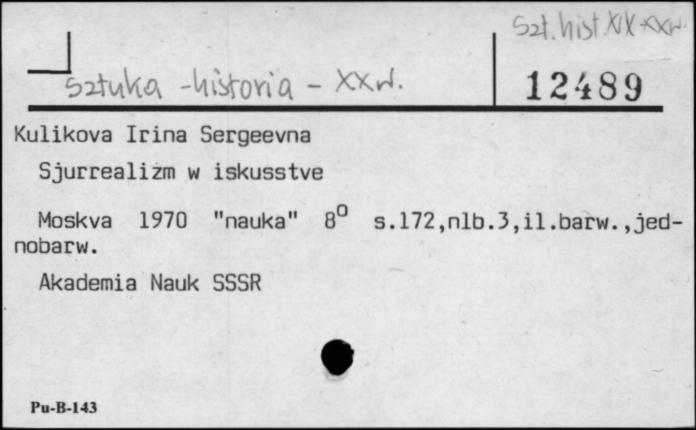 Szt. hist XIX-XXw.
Sztuka - historia - XXw.
12489
Kulikova Irina Sergeevna
Sjurrealizm w iskusstve
Moskva 1970 "nauka" 8° s.172,nlb.3,il.barw.,jed-
nobarw.
Akademia Nauk SSSR
Pu-B-143